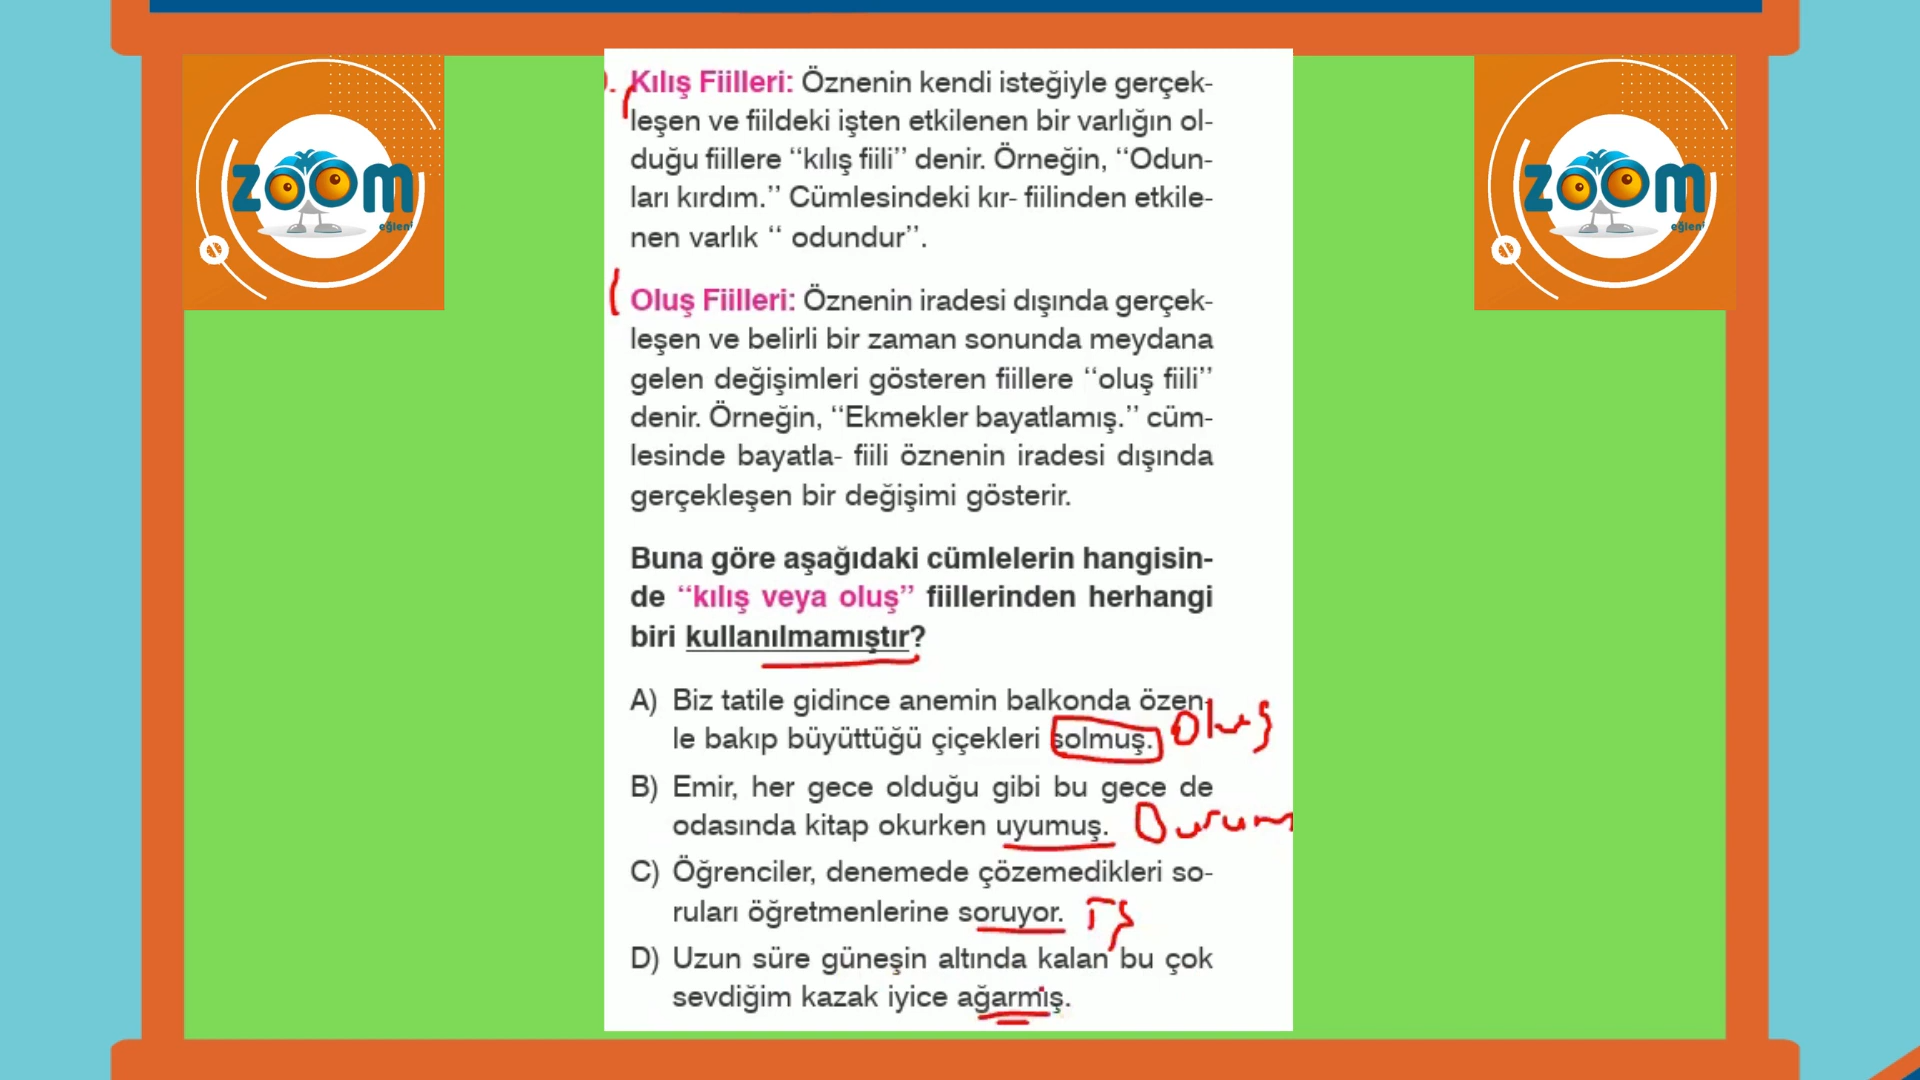 zoom
eğleni
zoom
eğleni
Kılış Fiilleri: Öznenin kendi isteğiyle gerçek-
leşen ve fiildeki işten etkilenen bir varlığın ol-
duğu fiillere ‘‘kılış fiili’’ denir. Örneğin, ‘‘Odun-
ları kırdım.’’ Cümlesindeki kır- fiilinden etkile-
nen varlık ‘‘ odundur’’.
Oluş Fiilleri: Öznenin iradesi dışında gerçek-
leşen ve belirli bir zaman sonunda meydana
gelen değişimleri gösteren fiillere ‘‘oluş fiili’’
denir. Örneğin, ‘‘Ekmekler bayatlamış.’’ cüm-
lesinde bayatla- fiili öznenin iradesi dışında
gerçekleşen bir değişimi gösterir.
Buna göre aşağıdaki cümlelerin hangisin-
de ‘‘kılış veya oluş’’ fiillerinden herhangi
biri kullanılmamıştır?
A) Biz tatile gidince anemin balkonda özen-
le bakıp büyüttüğü çiçekleri solmuş. Oluş
B) Emir, her gece olduğu gibi bu gece de
odasında kitap okurken uyumuş. Durum
C) Öğrenciler, denemede çözemedikleri so-
ruları öğretmenlerine soruyor. İş
D) Uzun süre güneşin altında kalan bu çok
sevdiğim kazak iyice ağarmış.